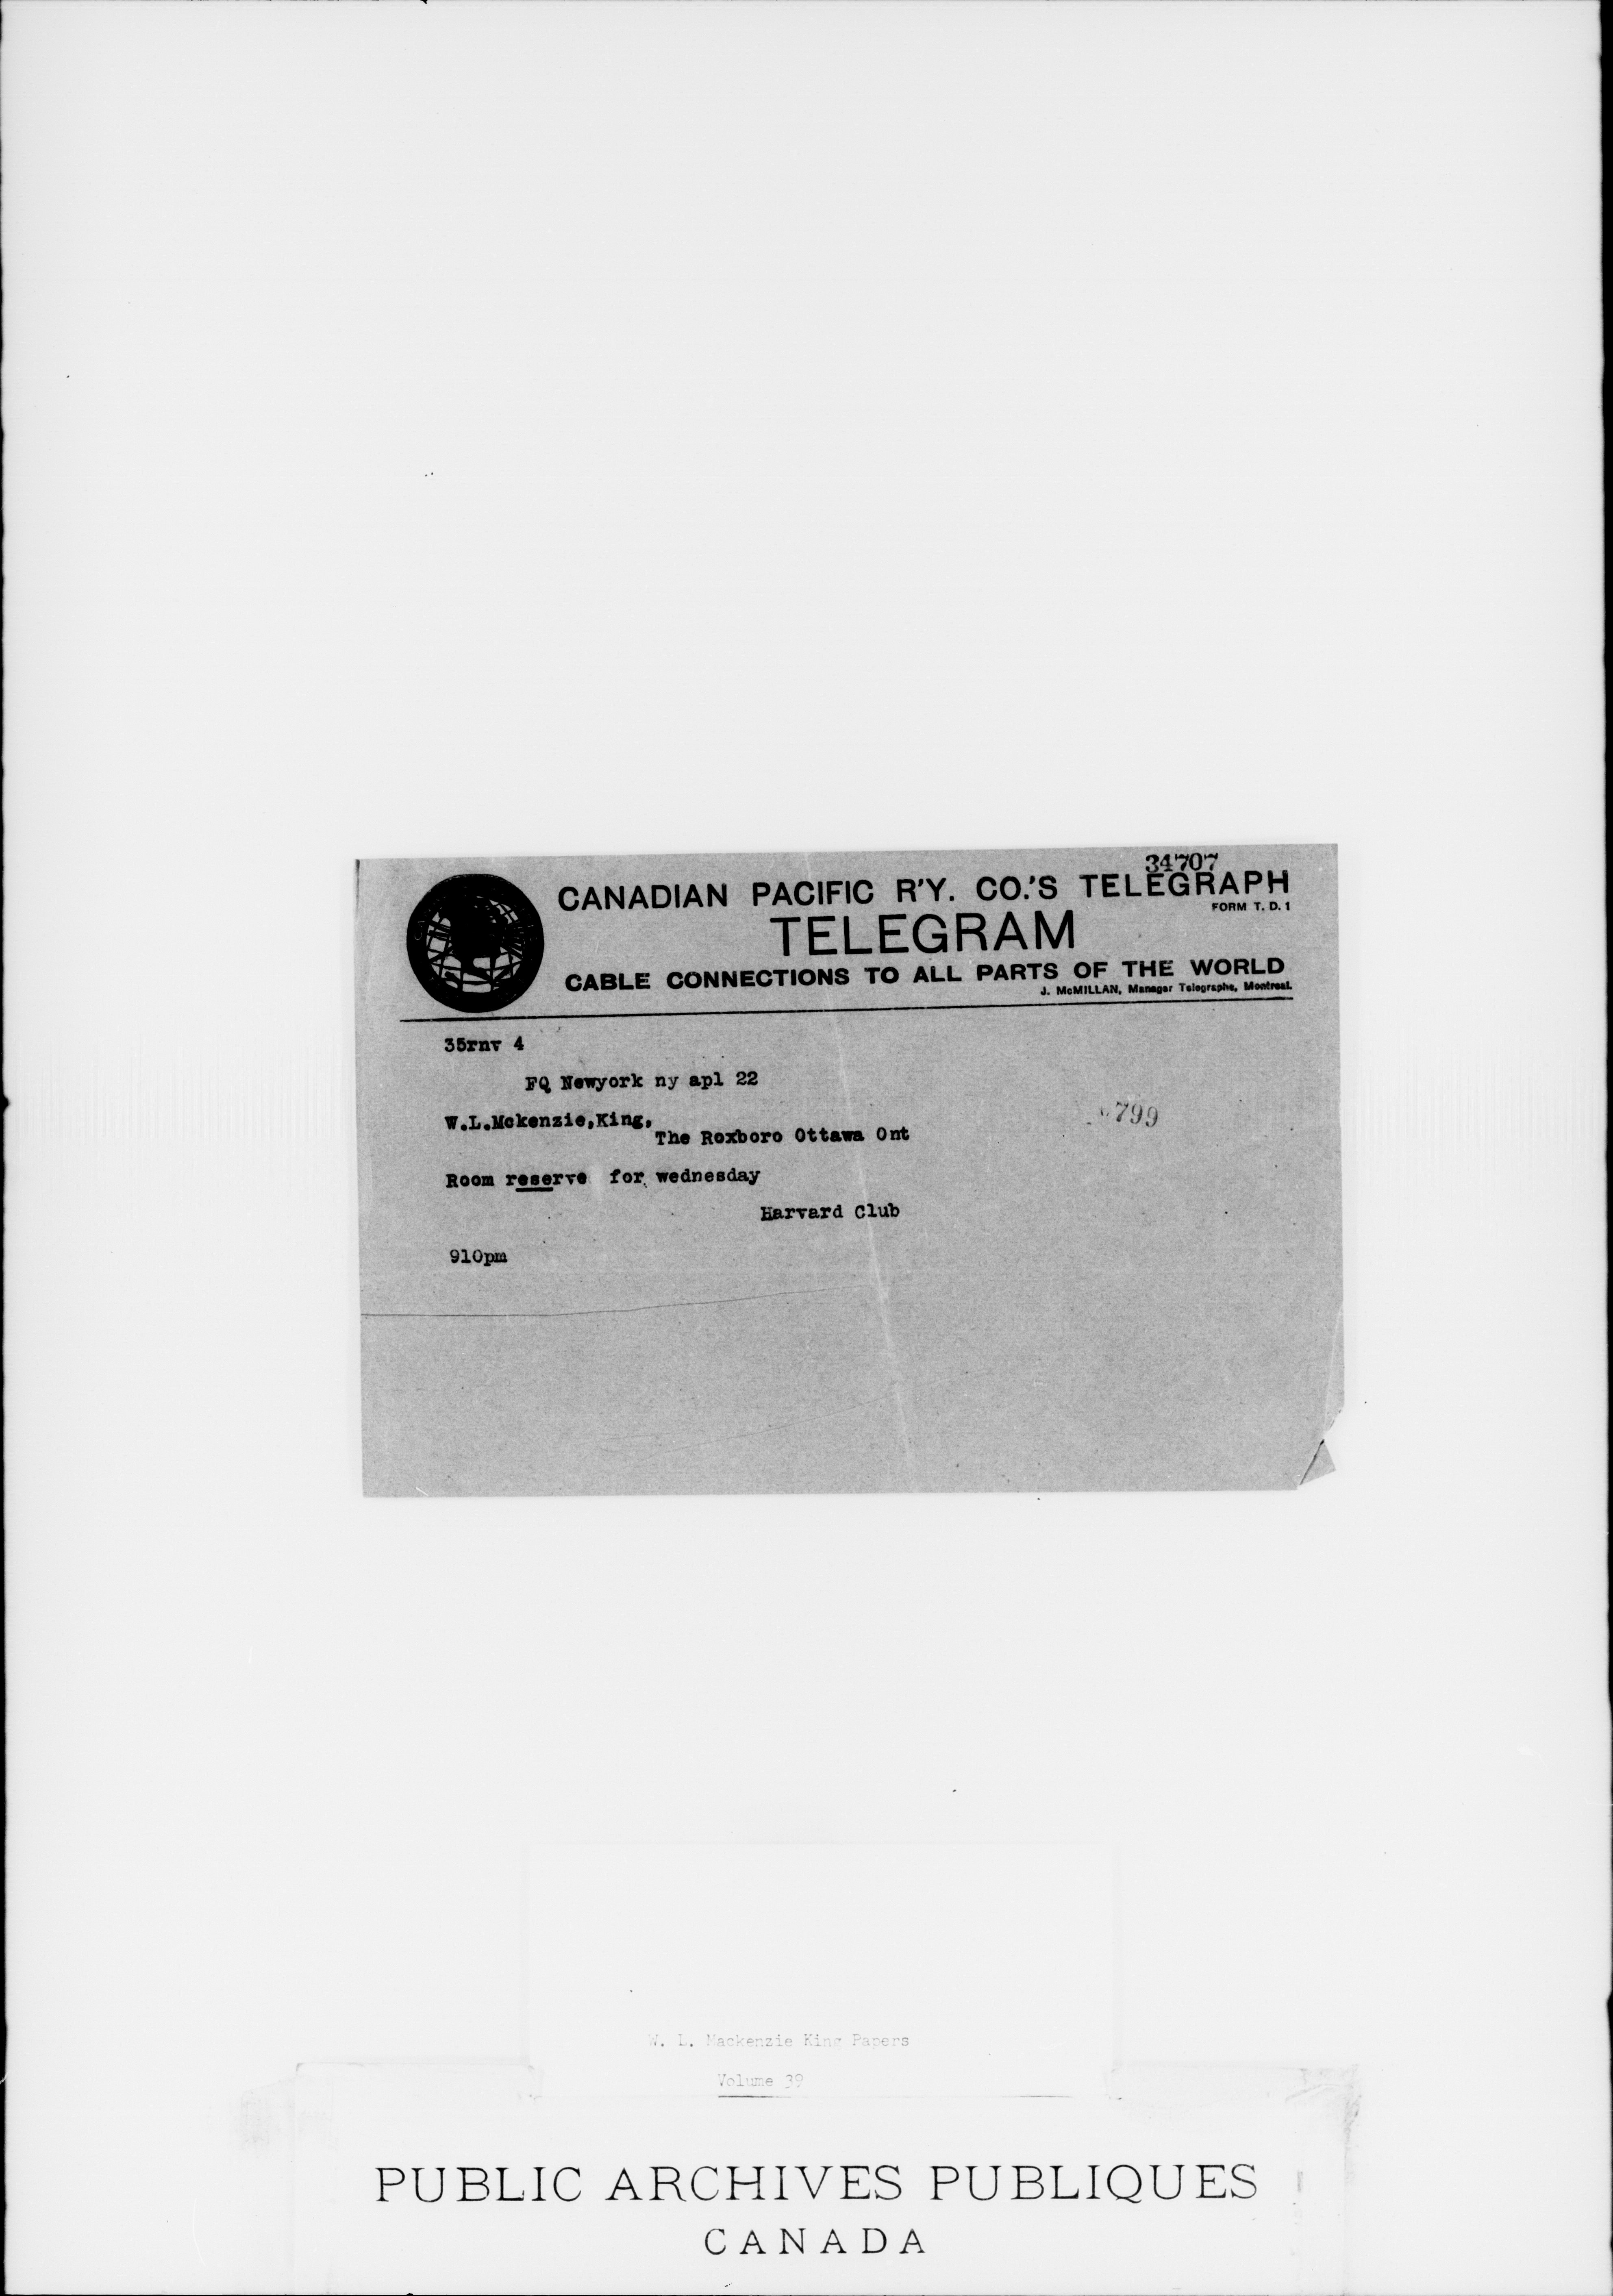 34707
CANADIAN PACIFIC R'Y. CO.'S TELEGRAPH
FORM T. D. 1
TELEGRAM
CABLE CONNECTIONS TO ALL PARTS OF THE WORLD
J. McMILLAN, Manager Telegraphs, Montreal.
35rnv 4
FQ Newyork ny apl 22
W.L.Mckenzie,King,
799
The Roxboro Ottawa Ont
Room reserve for wednesday
Harvard Club
910pm
W. L. Mackenzie King Papers
Volume 39
PUBLIC ARCHIVES PUBLIQUES
CANADA